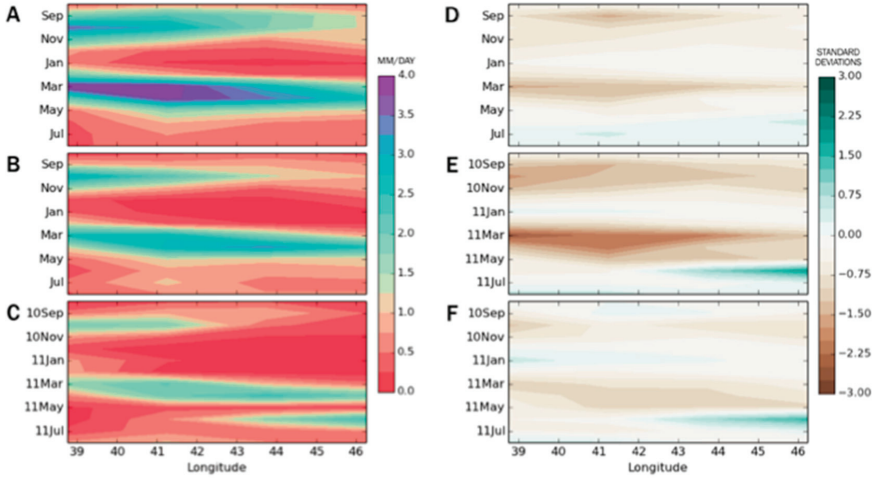 A
Sep
Nov
Jan
Mar
May
Jul
B
Sep
Nov
Jan
Mar
May
Jul
C
10Sep
10Nov
11Jan
11Mar
11May
11Jul
39 40 41 42 43 44 45 46
Longitude
MM/DAY
4.0
3.5
3.0
2.5
2.0
1.5
1.0
0.5
0.0
D
Sep
Nov
Jan
Mar
May
Jul
E
10Sep
10Nov
11Jan
11Mar
11May
11Jul
F
10Sep
10Nov
11Jan
11Mar
11May
11Jul
39 40 41 42 43 44 45 46
Longitude
STANDARD
DEVIATIONS
3.00
2.25
1.50
0.75
0.00
−0.75
−1.50
−2.25
−3.00